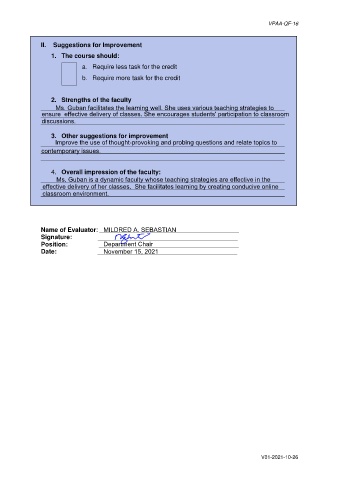 VPAA-QF-16
II. Suggestions for Improvement
1. The course should:
a. Require less task for the credit
b. Require more task for the credit
2. Strengths of the faculty
Ms. Guban facilitates the learning well. She uses various teaching strategies to
ensure effective delivery of classes. She encourages students' participation to classroom
discussions.
3. Other suggestions for improvement
Improve the use of thought-provoking and probing questions and relate topics to
contemporary issues.
4. Overall impression of the faculty:
Ms. Guban is a dynamic faculty whose teaching strategies are effective in the
effective delivery of her classes. She facilitates learning by creating conducive online
classroom environment.
Name of Evaluator: MILDRED A. SEBASTIAN
Signature:
Position: Department Chair
Date: November 15, 2021
V01-2021-10-26